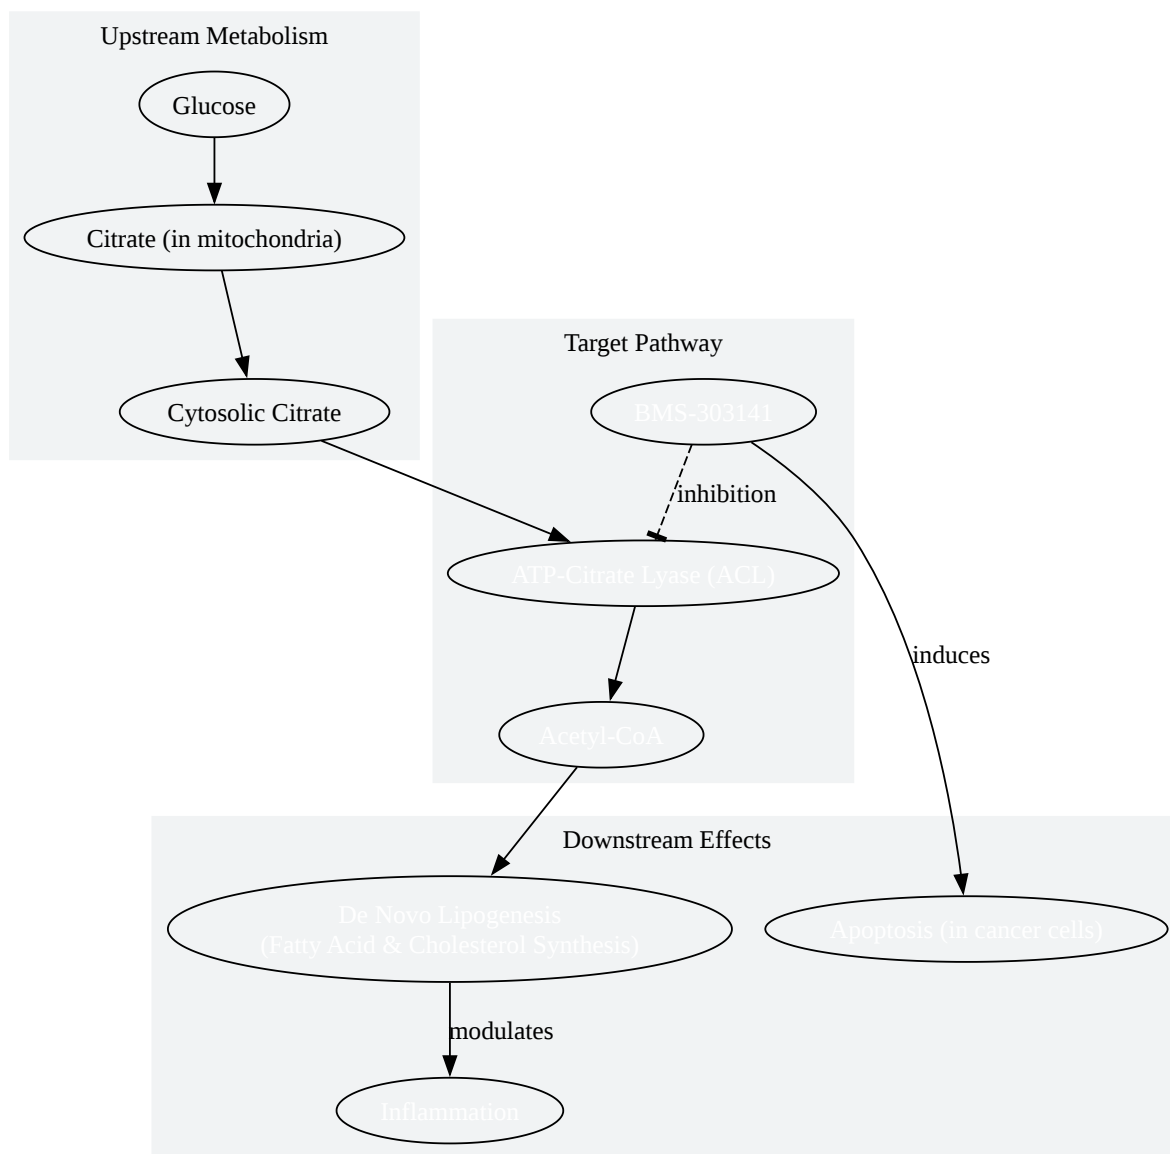 Upstream Metabolism
Glucose
Citrate (in mitochondria)
Cytosolic Citrate
Target Pathway
BMS-303141
inhibition
ATP-Citrate Lyase (ACL)
induces
Acetyl-CoA
Downstream Effects
De Novo Lipogenesis
(Fatty Acid & Cholesterol Synthesis)
Apoptosis (in cancer cells)
modulates
Inflammation